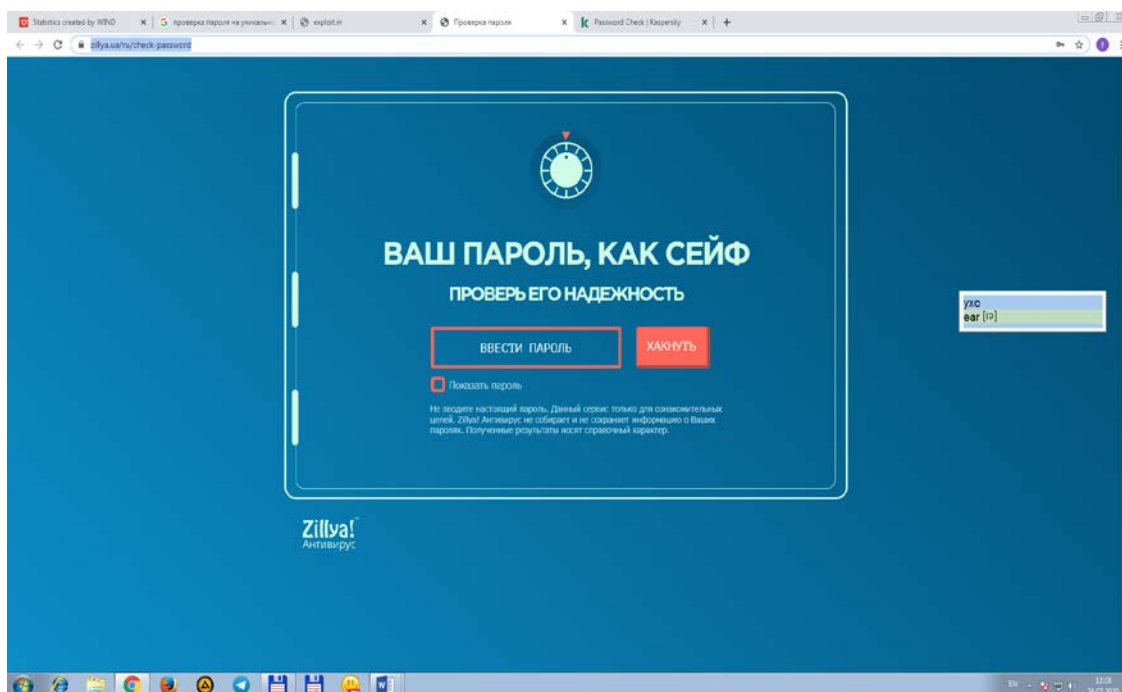 Statistics created by WIND
проверка пароля на уникально
exploit.in
Проверка пароля
Password Check | Kaspersky
zillya.ua/ru/check-password
ВАШ ПАРОЛЬ, КАК СЕЙФ
ПРОВЕРЬ ЕГО НАДЕЖНОСТЬ
ВВЕСТИ ПАРОЛЬ
ХАКНУТЬ
Показать пароль
Не вводите настоящий пароль. Данный сервис только для ознакомительных
целей. Zillya! Антивирус не собирает и не сохраняет информацию о Ваших
паролях. Полученные результаты носят справочный характер.
ухо
ear [ıə]
Zillya!
Антивирус
EN
12:18